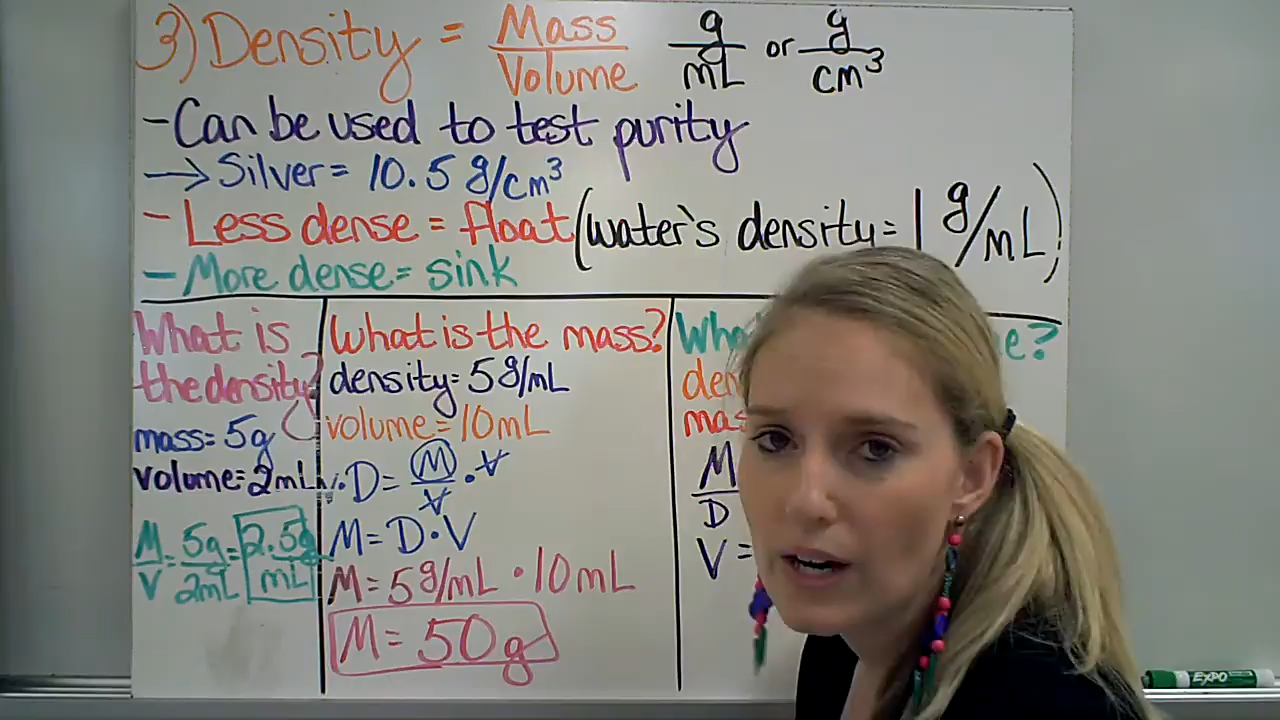 3) Density = Mass / Volume g / mL or g / cm³
- Can be used to test purity
→ Silver = 10.5 g/cm³
- Less dense = float (water's density = 1 g/mL)
- More dense = sink
What is
the density?
mass = 5g
volume = 2mL
M / V = 5g / 2mL = 2.5g / mL
What is the mass?
density = 5g/mL
volume = 10mL
V · D = M / V · V
M = D · V
M = 5g/mL · 10mL
M = 50g
M / D
V =
EXPO